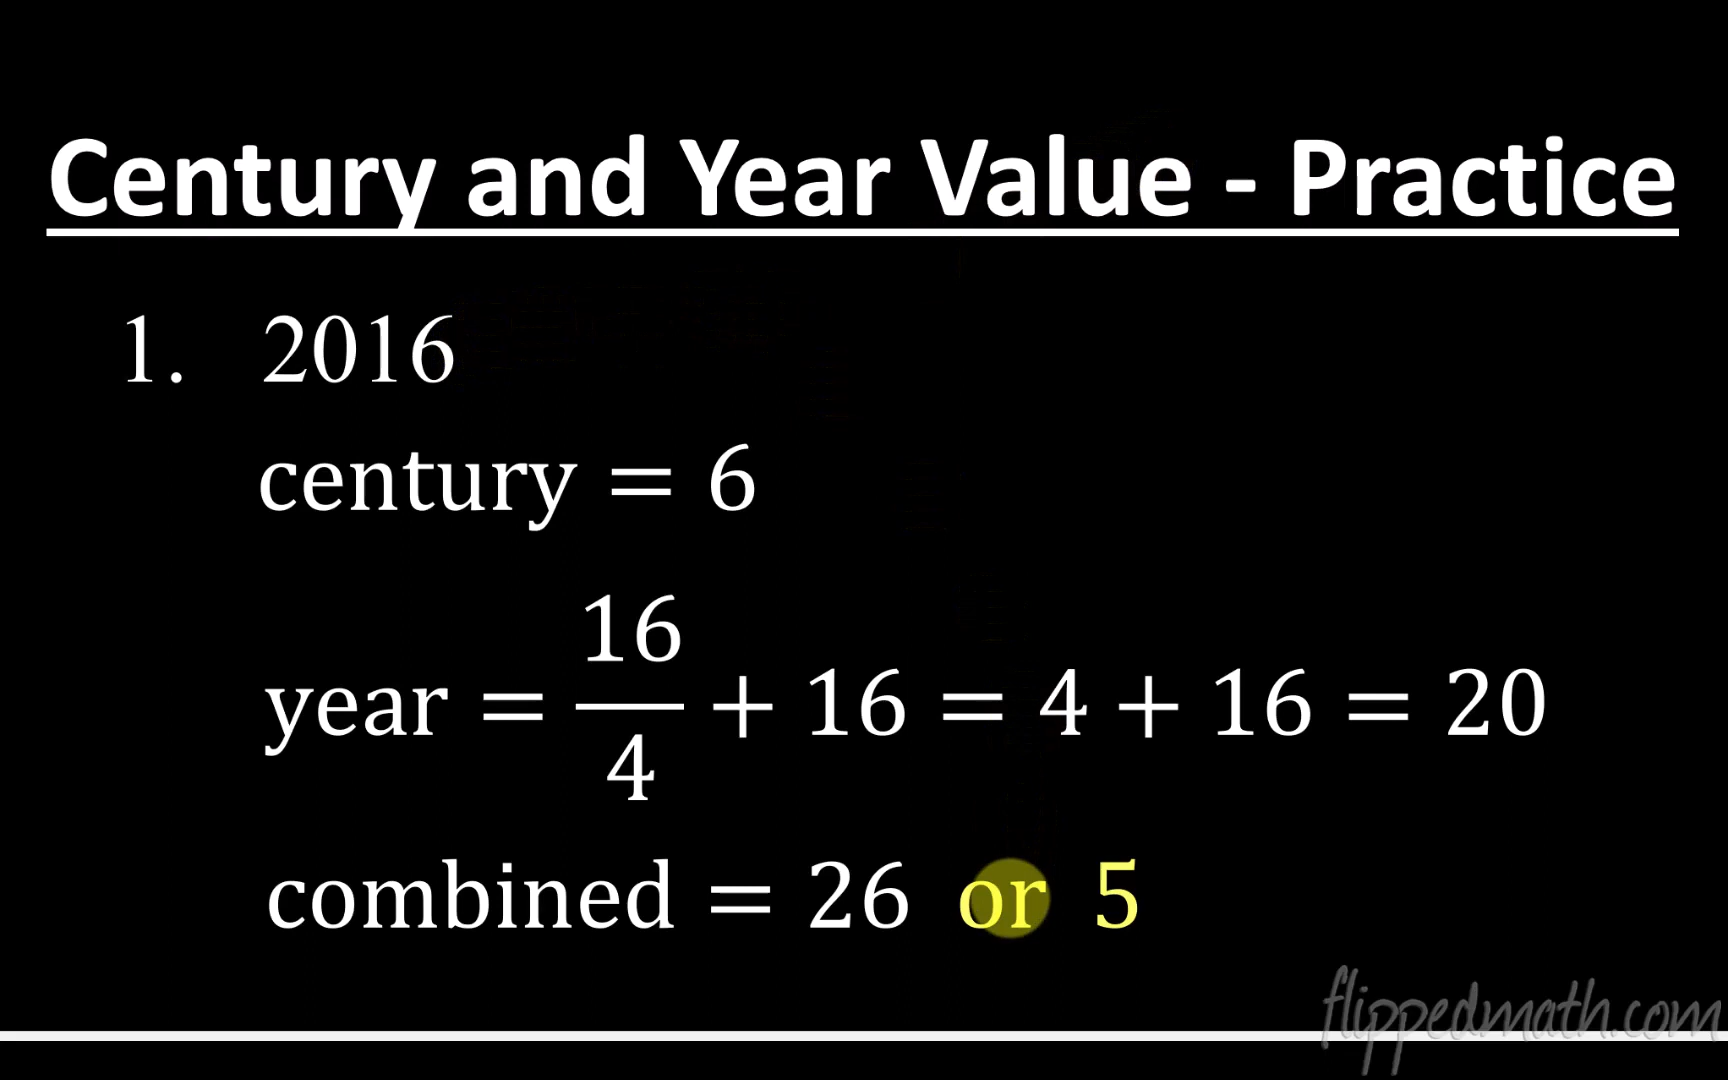 Century and Year Value - Practice
1. 2016
century = 6
year = 16/4 + 16 = 4 + 16 = 20
combined = 26 or 5
flippedmath.com